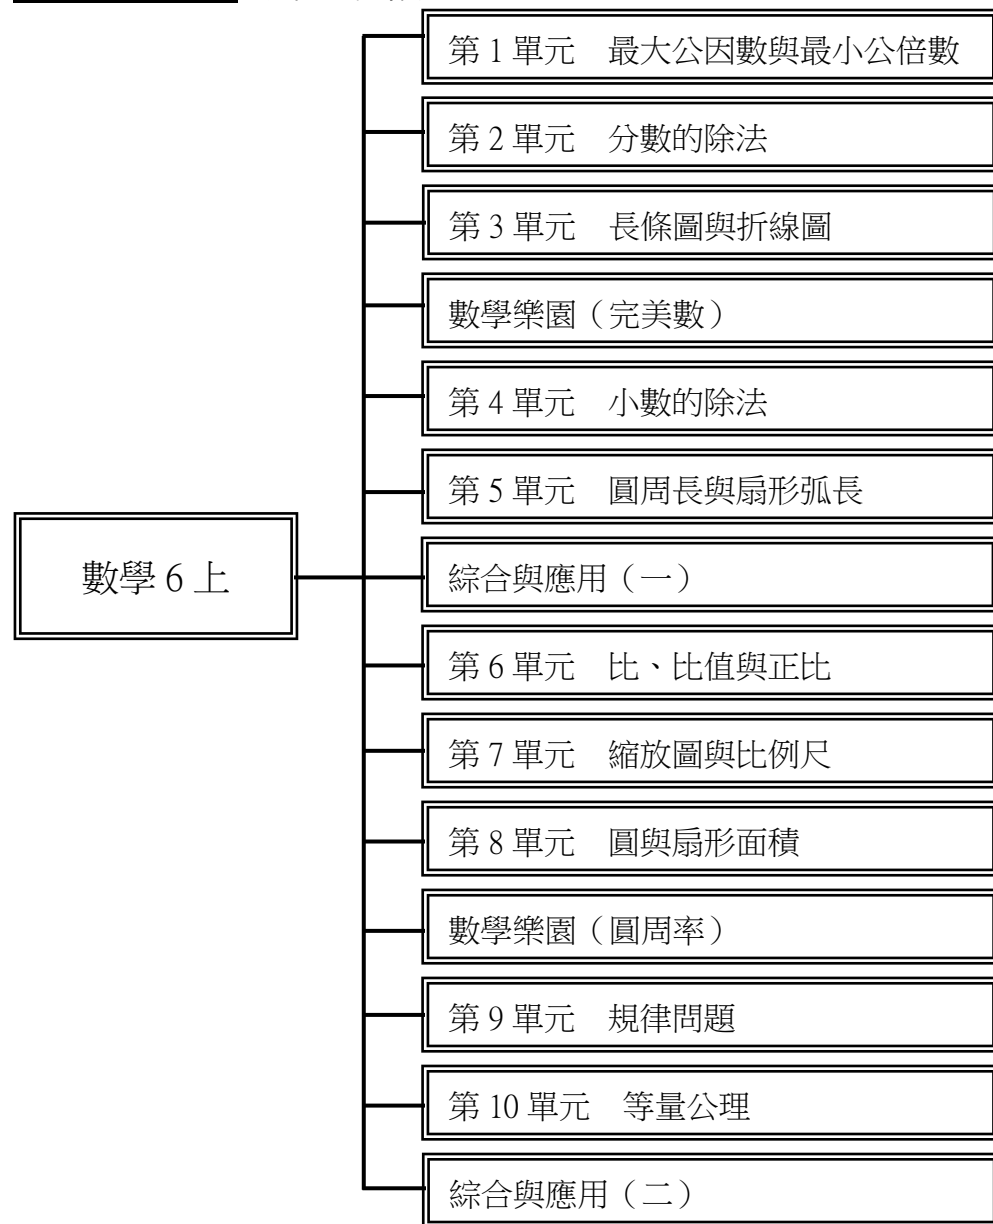 第 1 單元　最大公因數與最小公倍數
第 2 單元　分數的除法
第 3 單元　長條圖與折線圖
數學樂園（完美數）
第 4 單元　小數的除法
第 5 單元　圓周長與扇形弧長
數學 6 上
綜合與應用（一）
第 6 單元　比、比值與正比
第 7 單元　縮放圖與比例尺
第 8 單元　圓與扇形面積
數學樂園（圓周率）
第 9 單元　規律問題
第 10 單元　等量公理
綜合與應用（二）